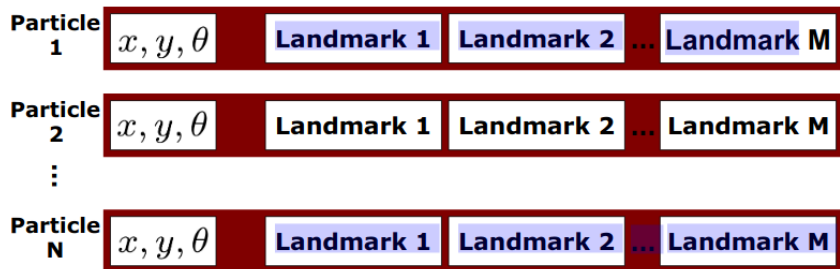 Particle 1 x, y, θ Landmark 1 Landmark 2 ... Landmark M
Particle 2 x, y, θ Landmark 1 Landmark 2 ... Landmark M
⋮
Particle N x, y, θ Landmark 1 Landmark 2 ... Landmark M